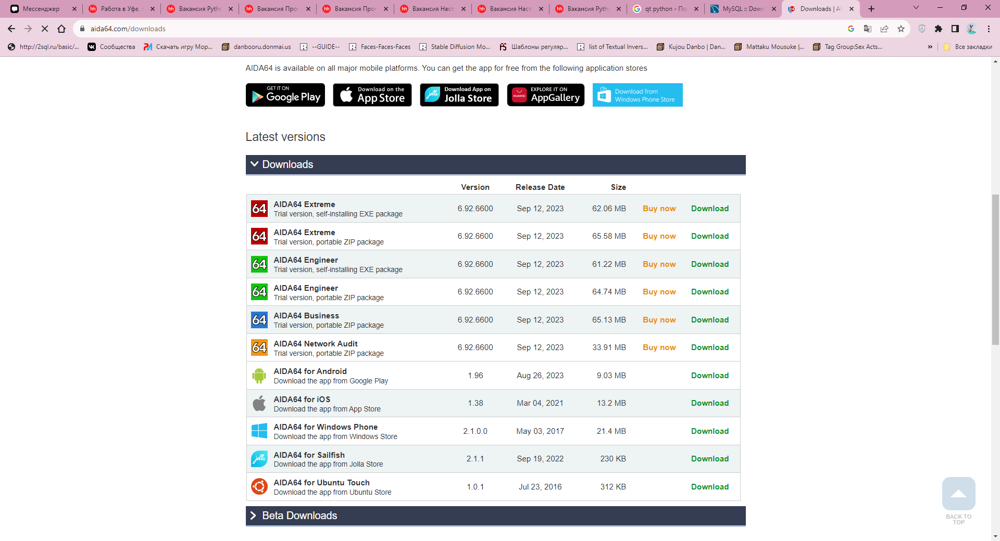 Мессенджер
Работа в Уфе,
Вакансия Pytho
Вакансия Прог
Вакансия Прог
Вакансия Наст
Вакансия Наст
Вакансия Pytho
qt python - По
MySQL :: Down
Downloads | AI
aida64.com/downloads
http://2sql.ru/basic/...
Сообщества
Скачать игру Мор...
danbooru.donmai.us
--GUIDE--
Faces-Faces-Faces
Stable Diffusion Mo...
Шаблоны регуляр...
list of Textual Invers...
Kujou Danbo | Dan...
Mattaku Mousuke |...
Tag Group:Sex Acts...
»
Все закладки
AIDA64 is available on all major mobile platforms. You can get the app for free from the following application stores
GET IT ON
Google Play
Download on the
App Store
jolla
Download App on
Jolla Store
HUAWEI
EXPLORE IT ON
AppGallery
Download from
Windows Phone Store
Latest versions
Downloads
Version Release Date Size
64 AIDA64 Extreme
Trial version, self-installing EXE package
6.92.6600 Sep 12, 2023 62.06 MB Buy now Download
64 AIDA64 Extreme
Trial version, portable ZIP package
6.92.6600 Sep 12, 2023 65.58 MB Buy now Download
64 AIDA64 Engineer
Trial version, self-installing EXE package
6.92.6600 Sep 12, 2023 61.22 MB Buy now Download
64 AIDA64 Engineer
Trial version, portable ZIP package
6.92.6600 Sep 12, 2023 64.74 MB Buy now Download
64 AIDA64 Business
Trial version, portable ZIP package
6.92.6600 Sep 12, 2023 65.13 MB Buy now Download
64 AIDA64 Network Audit
Trial version, portable ZIP package
6.92.6600 Sep 12, 2023 33.91 MB Buy now Download
AIDA64 for Android
Download the app from Google Play
1.96 Aug 26, 2023 9.03 MB Download
AIDA64 for iOS
Download the app from App Store
1.38 Mar 04, 2021 13.2 MB Download
AIDA64 for Windows Phone
Download the app from Windows Store
2.1.0.0 May 03, 2017 21.4 MB Download
jolla AIDA64 for Sailfish
Download the app from Jolla Store
2.1.1 Sep 19, 2022 230 KB Download
AIDA64 for Ubuntu Touch
Download the app from Ubuntu Store
1.0.1 Jul 23, 2016 312 KB Download
Beta Downloads
BACK TO
TOP